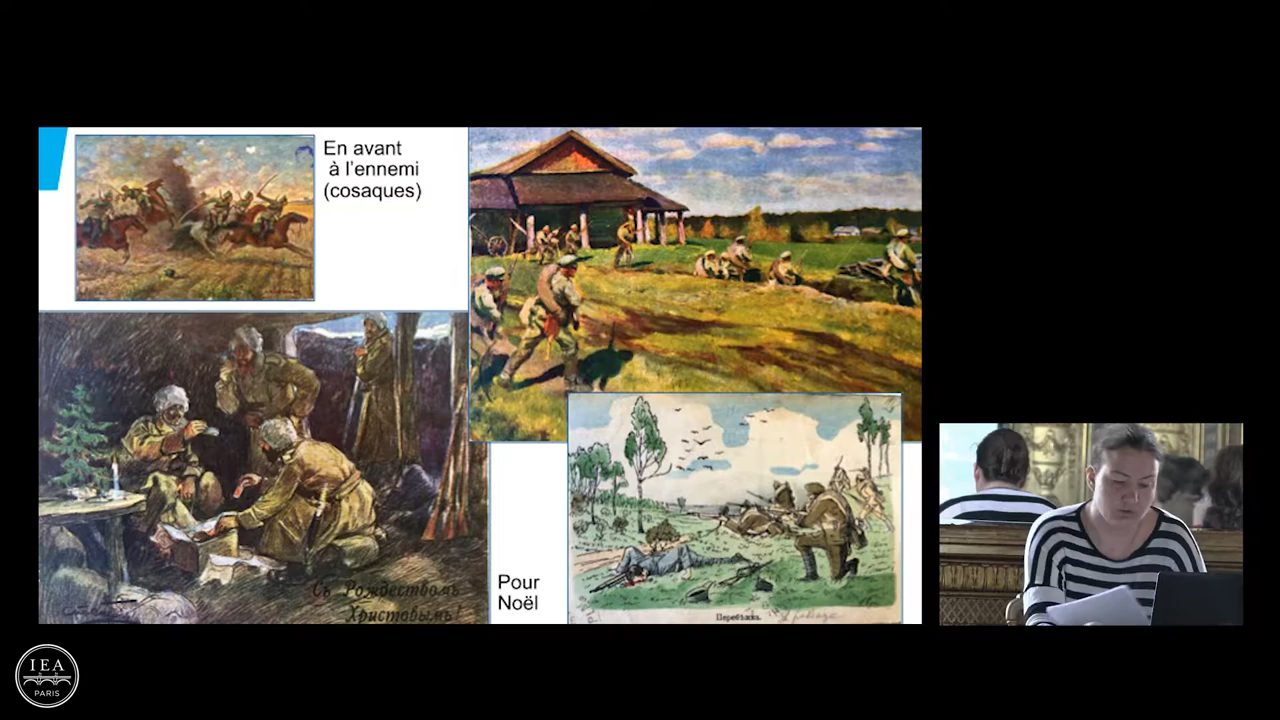 En avant
à l'ennemi
(cosaques)
Съ Рождествомъ
Христовымъ!
Pour
Noël
Перебѣжка.
IEA
PARIS